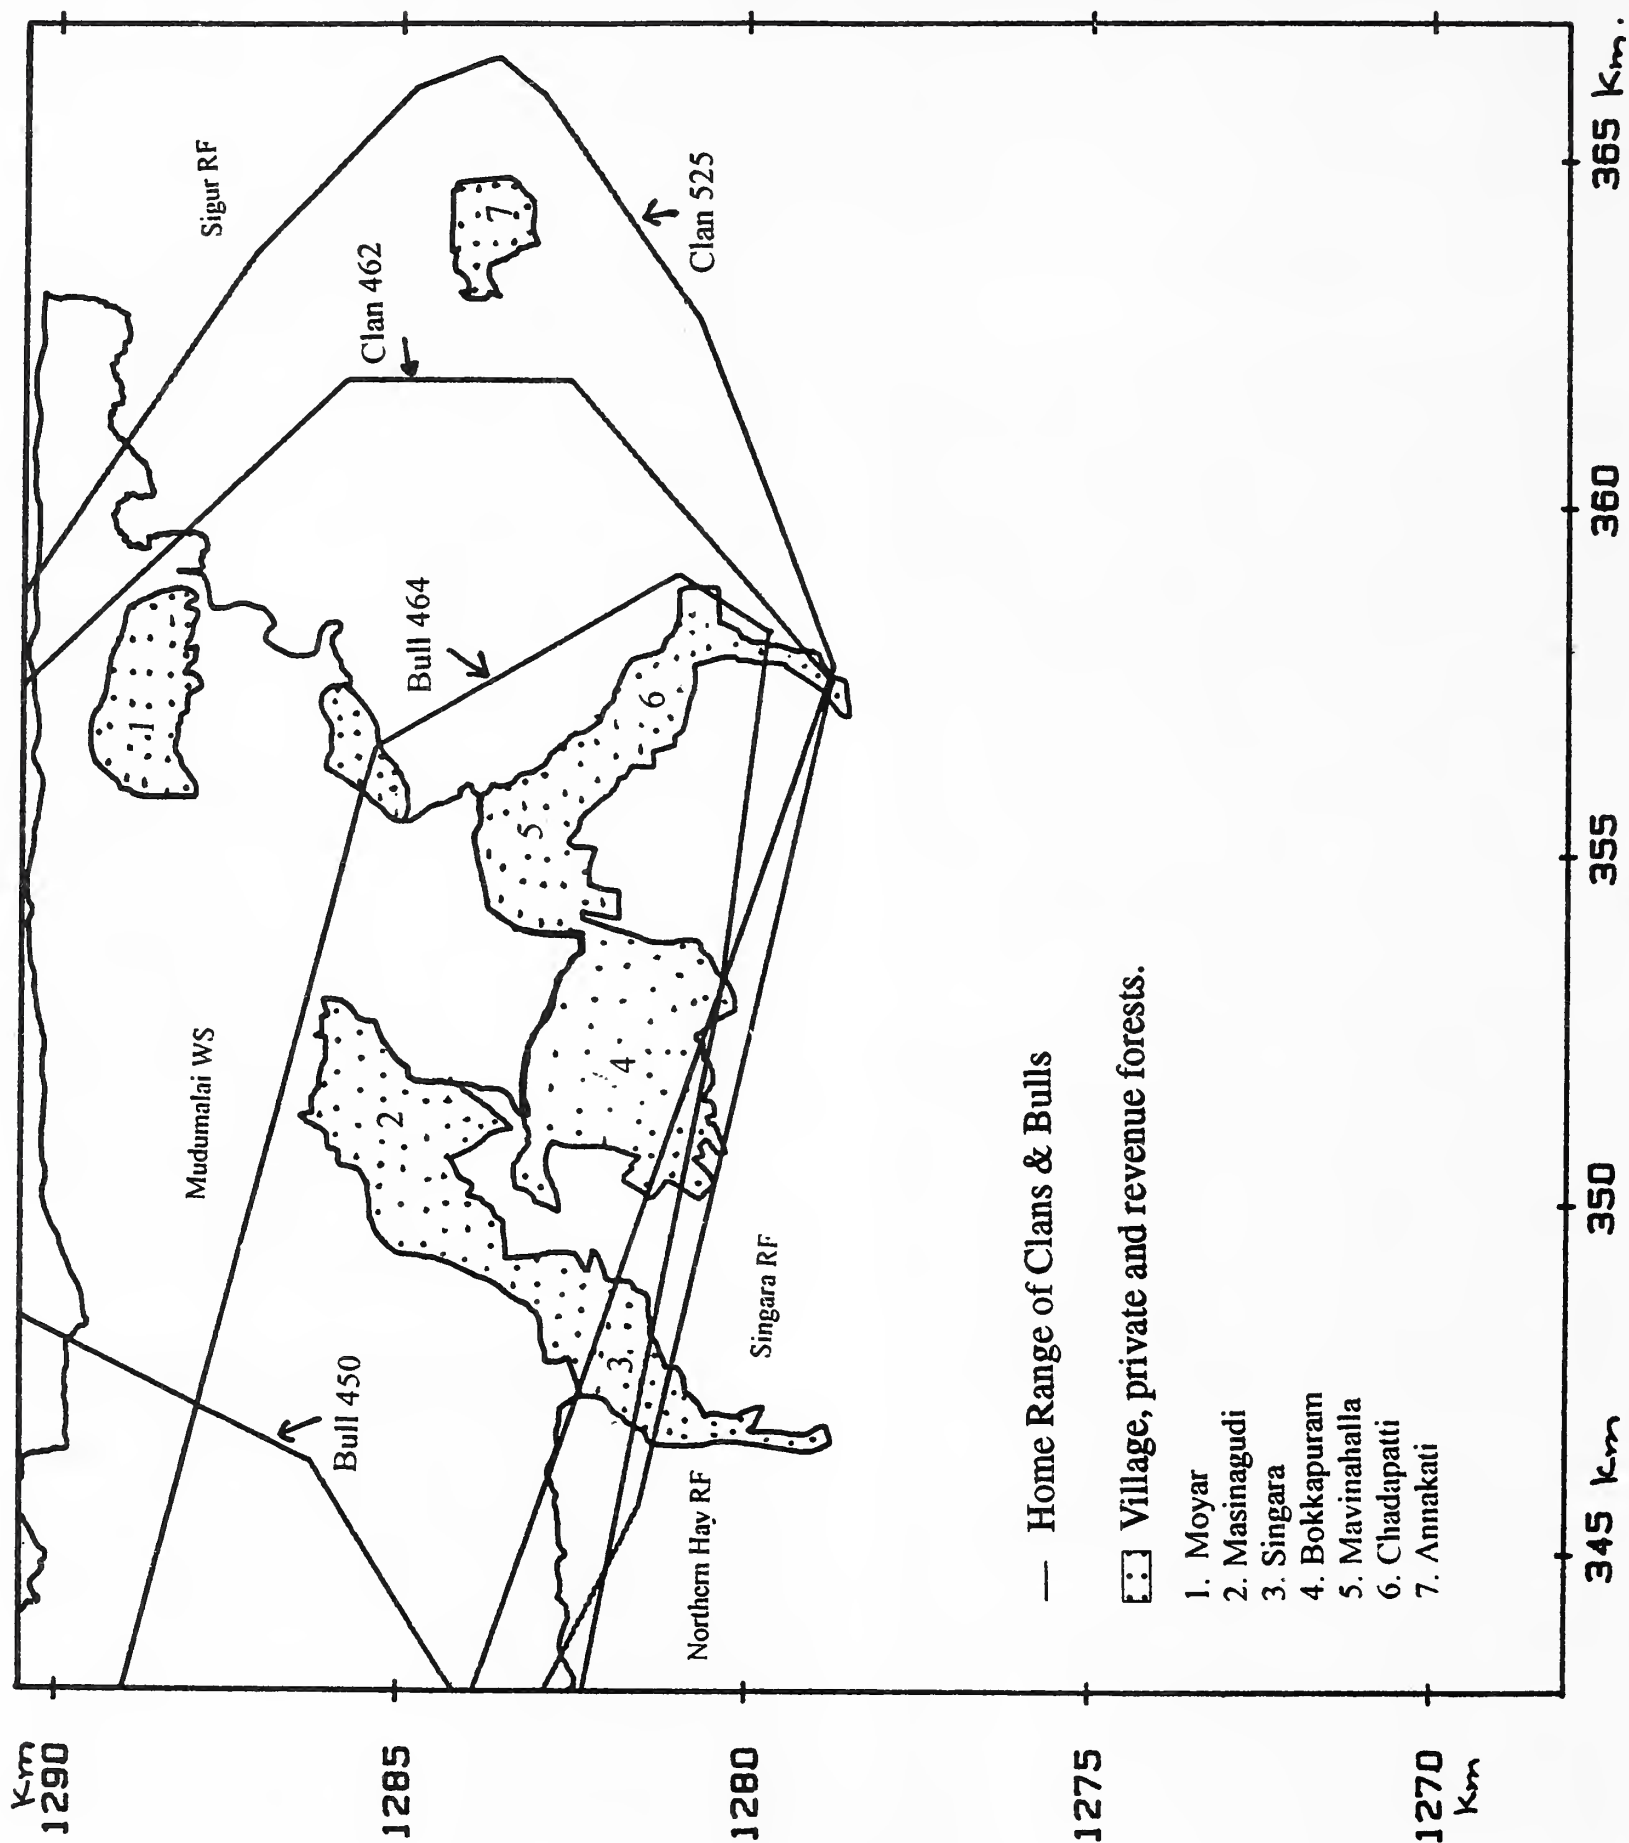 Km
1290
1285
1280
1275
1270
Km
345 Km
350
355
360
365 Km.
Sigur RF
Clan 462
Clan 525
Bull 464
Mudumalai WS
Bull 450
Singara RF
Northern Hay RF
1
2
3.
4
5
6
7
— Home Range of Clans & Bulls
Village, private and revenue forests.
1. Moyar
2. Masinagudi
3. Singara
4. Bokkapuram
5. Mavinahalla
6. Chadapatti
7. Annakati